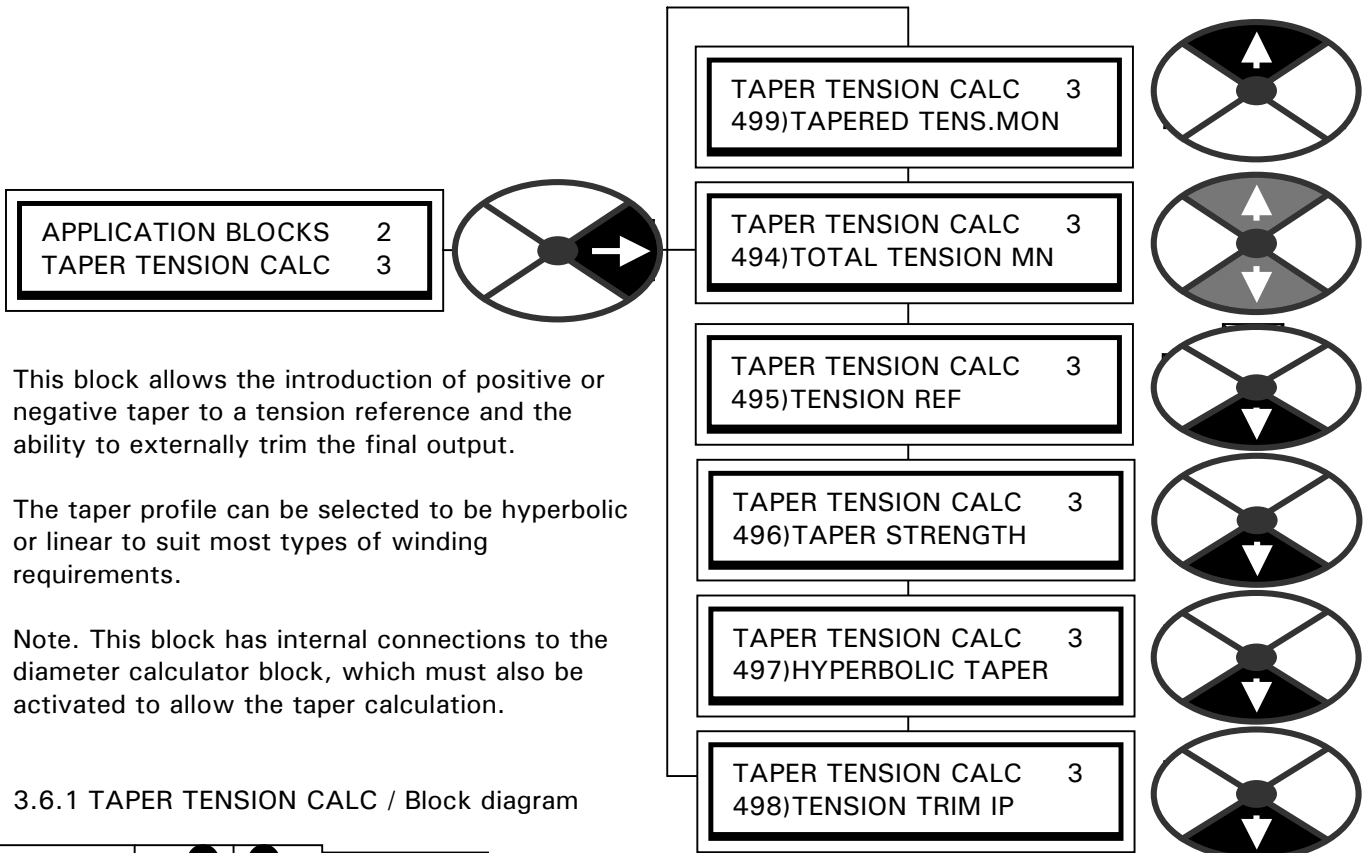 APPLICATION BLOCKS 2
TAPER TENSION CALC 3
This block allows the introduction of positive or
negative taper to a tension reference and the
ability to externally trim the final output.
The taper profile can be selected to be hyperbolic
or linear to suit most types of winding
requirements.
Note. This block has internal connections to the
diameter calculator block, which must also be
activated to allow the taper calculation.
3.6.1 TAPER TENSION CALC / Block diagram
TAPER TENSION CALC 3
499)TAPERED TENS.MON
TAPER TENSION CALC 3
494)TOTAL TENSION MN
TAPER TENSION CALC 3
495)TENSION REF
TAPER TENSION CALC 3
496)TAPER STRENGTH
TAPER TENSION CALC 3
497)HYPERBOLIC TAPER
TAPER TENSION CALC 3
498)TENSION TRIM IP